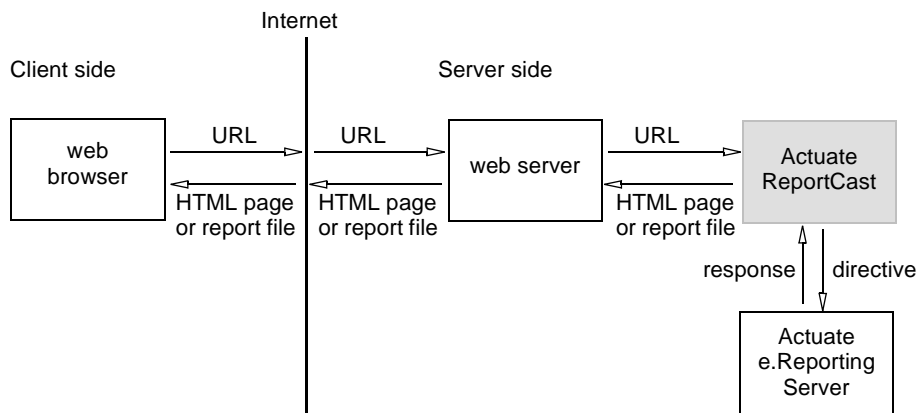 Internet
Client side
Server side
URL
URL
URL
web
browser
web server
Actuate
ReportCast
HTML page
or report file
HTML page
or report file
HTML page
or report file
response
directive
Actuate
e.Reporting
Server